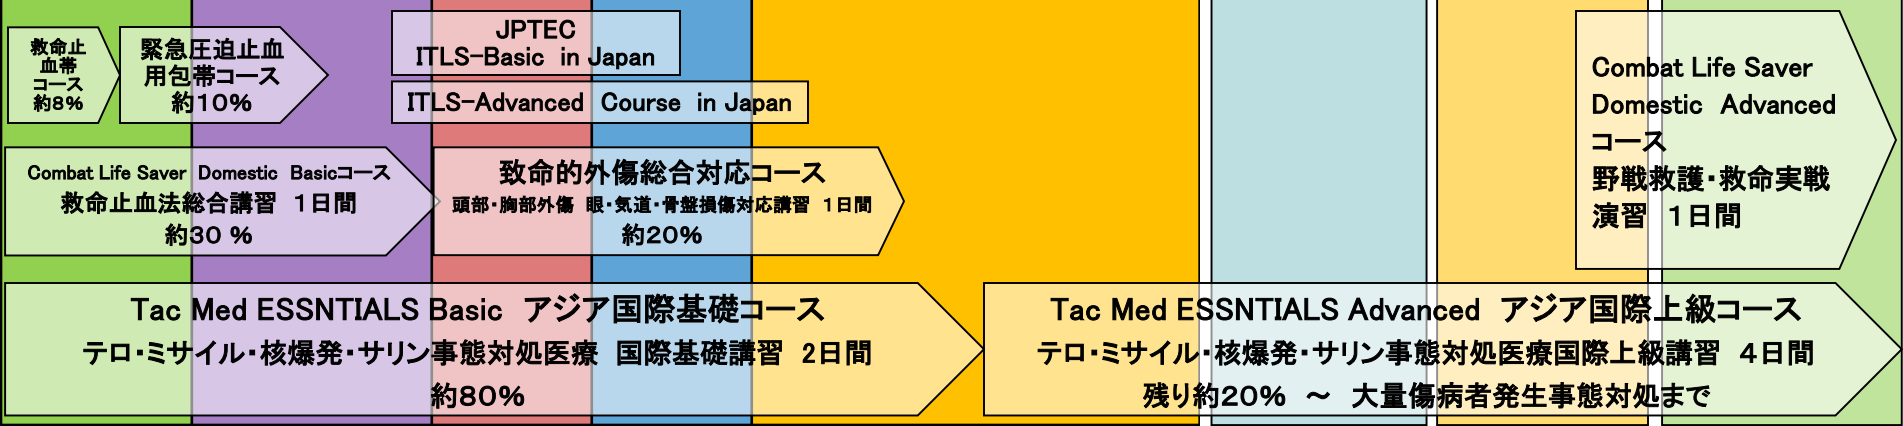 救命止
血帯
コース
約8%
緊急圧迫止血
用包帯コース
約10%
JPTEC
ITLS-Basic in Japan
ITLS-Advanced Course in Japan
Combat Life Saver
Domestic Advanced
コース
野戦救護・救命実戦
演習 1日間
Combat Life Saver Domestic Basicコース
救命止血法総合講習 1日間
約30 %
致命的外傷総合対応コース
頭部・胸部外傷 眼・気道・骨盤損傷対応講習 1日間
約20%
Tac Med ESSNTIALS Basic アジア国際基礎コース
テロ・ミサイル・核爆発・サリン事態対処医療 国際基礎講習 2日間
約80%
Tac Med ESSNTIALS Advanced アジア国際上級コース
テロ・ミサイル・核爆発・サリン事態対処医療国際上級講習 4日間
残り約20% ~ 大量傷病者発生事態対処まで